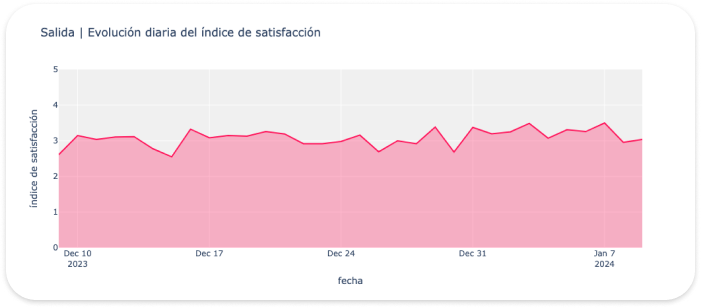 Salida | Evolución diaria del índice de satisfacción
5
4
3
2
1
0
índice de satisfacción
Dec 10
2023
Dec 17
Dec 24
Dec 31
Jan 7
2024
fecha